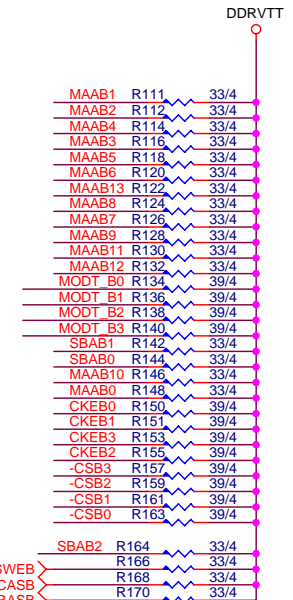 DDRVTT
MAAB1 R111 33/4
MAAB2 R112 33/4
MAAB4 R114 33/4
MAAB3 R116 33/4
MAAB5 R118 33/4
MAAB6 R120 33/4
MAAB13 R122 33/4
MAAB8 R124 33/4
MAAB7 R126 33/4
MAAB9 R128 33/4
MAAB11 R130 33/4
MAAB12 R132 33/4
MODT_B0 R134 39/4
MODT_B1 R136 39/4
MODT_B2 R138 39/4
MODT_B3 R140 39/4
SBAB1 R142 33/4
SBAB0 R144 33/4
MAAB10 R146 33/4
MAAB0 R148 33/4
CKEB0 R150 39/4
CKEB1 R151 39/4
CKEB3 R153 39/4
CKEB2 R155 39/4
-CSB3 R157 39/4
-CSB2 R159 39/4
-CSB1 R161 39/4
-CSB0 R163 39/4
SBAB2 R164 33/4
SWEB R166 33/4
CASB R168 33/4
RASB R170 33/4